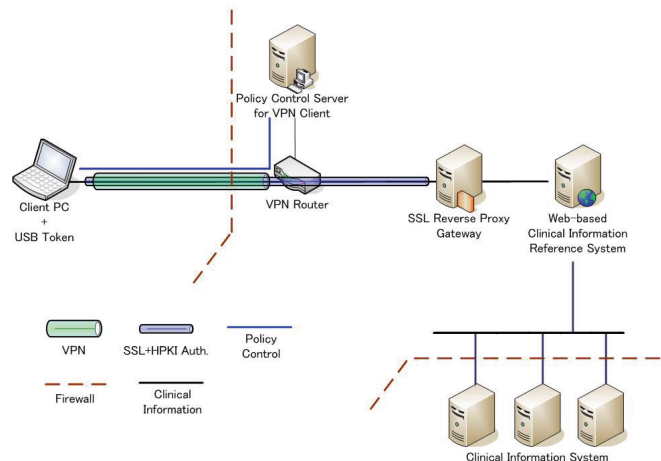 Policy Control Server
for VPN Client
Client PC
+
USB Token
VPN Router
SSL Reverse Proxy
Gateway
Web-based
Clinical Information
Reference System
VPN
SSL+HPKI Auth.
Policy
Control
Firewall
Clinical
Information
Clinical Information System